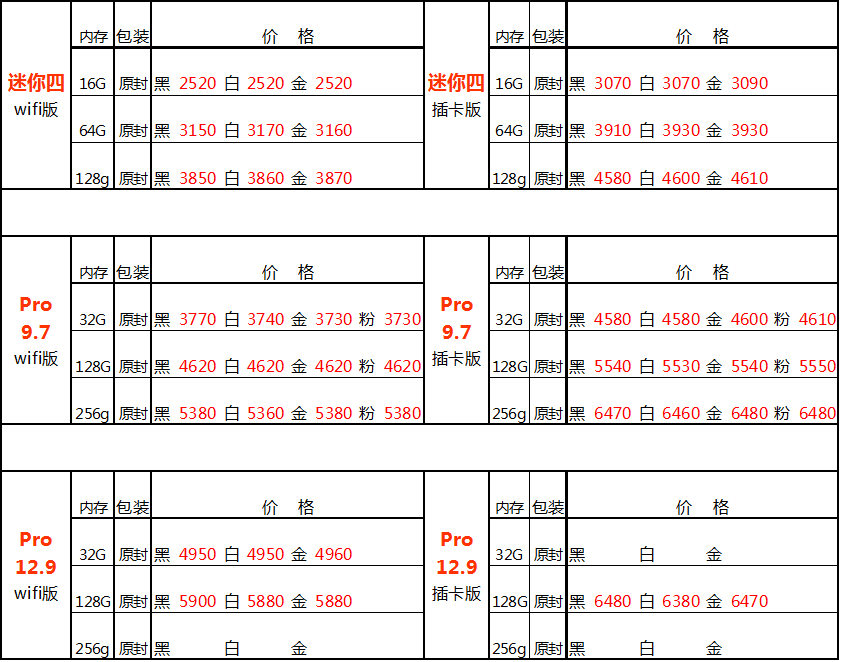 内存 包装 价 格 内存 包装 价 格
迷你四 16G 原封 黑 2520 白 2520 金 2520 迷你四 16G 原封 黑 3070 白 3070 金 3090
wifi版 插卡版
64G 原封 黑 3150 白 3170 金 3160 64G 原封 黑 3910 白 3930 金 3930
128g 原封 黑 3850 白 3860 金 3870 128g 原封 黑 4580 白 4600 金 4610
内存 包装 价 格 内存 包装 价 格
Pro Pro
32G 原封 黑 3770 白 3740 金 3730 粉 3730 32G 原封 黑 4580 白 4580 金 4600 粉 4610
9.7 9.7
wifi版 插卡版
128G 原封 黑 4620 白 4620 金 4620 粉 4620 128G 原封 黑 5540 白 5530 金 5540 粉 5550
256g 原封 黑 5380 白 5360 金 5380 粉 5380 256g 原封 黑 6470 白 6460 金 6480 粉 6480
内存 包装 价 格 内存 包装 价 格
Pro Pro
32G 原封 黑 4950 白 4950 金 4960 32G 原封 黑 白 金
12.9 12.9
wifi版 插卡版
128G 原封 黑 5900 白 5880 金 5880 128G 原封 黑 6480 白 6380 金 6470
256g 原封 黑 白 金 256g 原封 黑 白 金